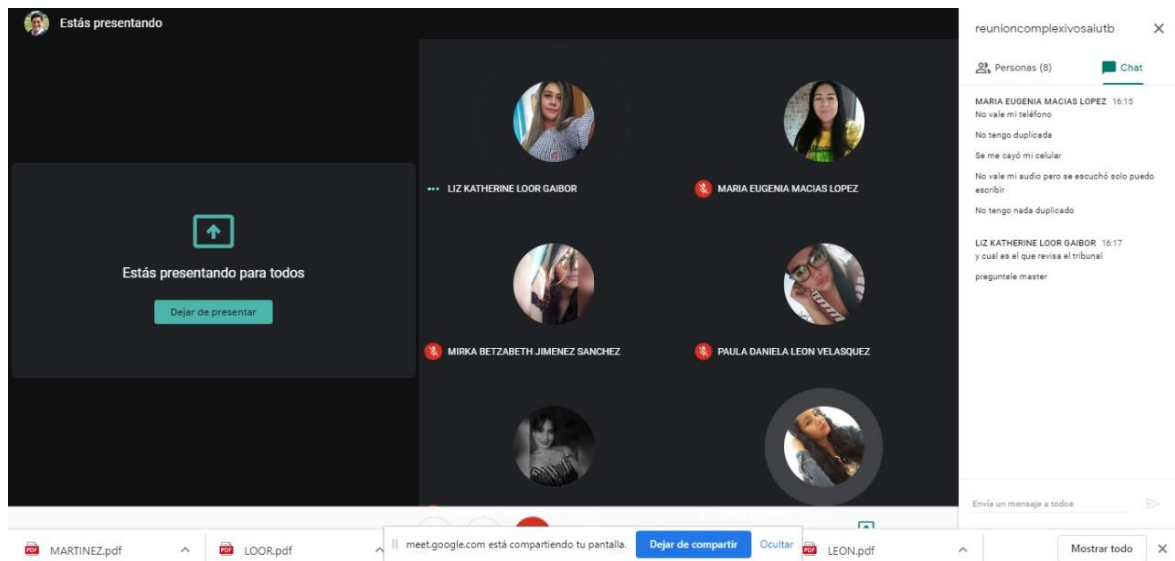 Estás presentando
reunioncomplexivosaiutb
Personas (8)
Chat
MARIA EUGENIA MACIAS LOPEZ 16:15
No vale mi teléfono
No tengo duplicada
Se me cayó mi celular
No vale mi audio pero se escuchó solo puedo
escribir
No tengo nada duplicado
LIZ KATHERINE LOOR GAIBOR 16:17
y cual es el que revisa el tribunal
preguntele master
Envía un mensaje a todos
Estás presentando para todos
Dejar de presentar
LIZ KATHERINE LOOR GAIBOR
MARIA EUGENIA MACIAS LOPEZ
MIRKA BETZABETH JIMENEZ SANCHEZ
PAULA DANIELA LEON VELASQUEZ
PDF MARTINEZ.pdf
PDF LOOR.pdf
meet.google.com está compartiendo tu pantalla.
Dejar de compartir
Ocultar
PDF LEON.pdf
Mostrar todo